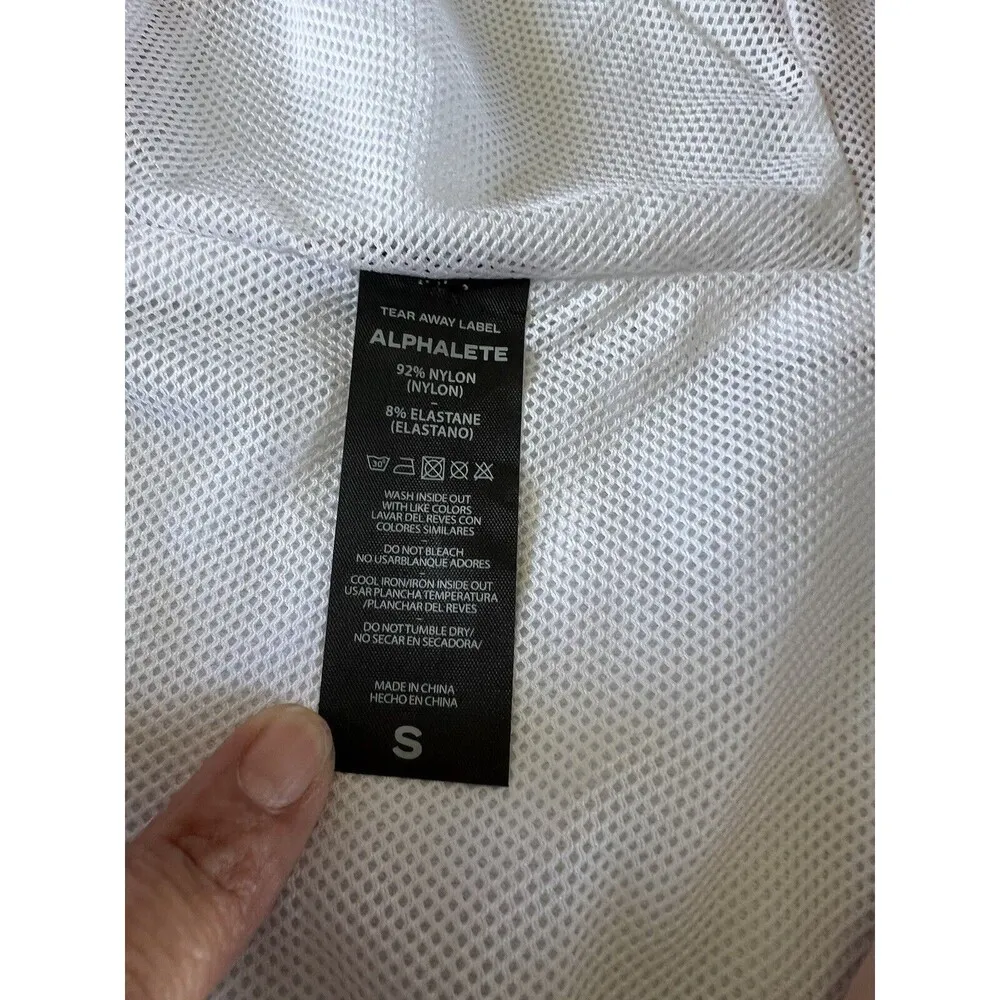 TEAR AWAY LABEL
ALPHALETE
92% NYLON
(NYLON)
–
8% ELASTANE
(ELASTANO)
30°
WASH INSIDE OUT
WITH LIKE COLORS
LAVAR DEL REVES CON
COLORES SIMILARES
–
DO NOT BLEACH
NO USARBLANQUE ADORES
–
COOL IRON/IRON INSIDE OUT
USAR PLANCHA TEMPERATURA
/PLANCHAR DEL REVES
–
DO NOT TUMBLE DRY/
NO SECAR EN SECADORA/
MADE IN CHINA
HECHO EN CHINA
S